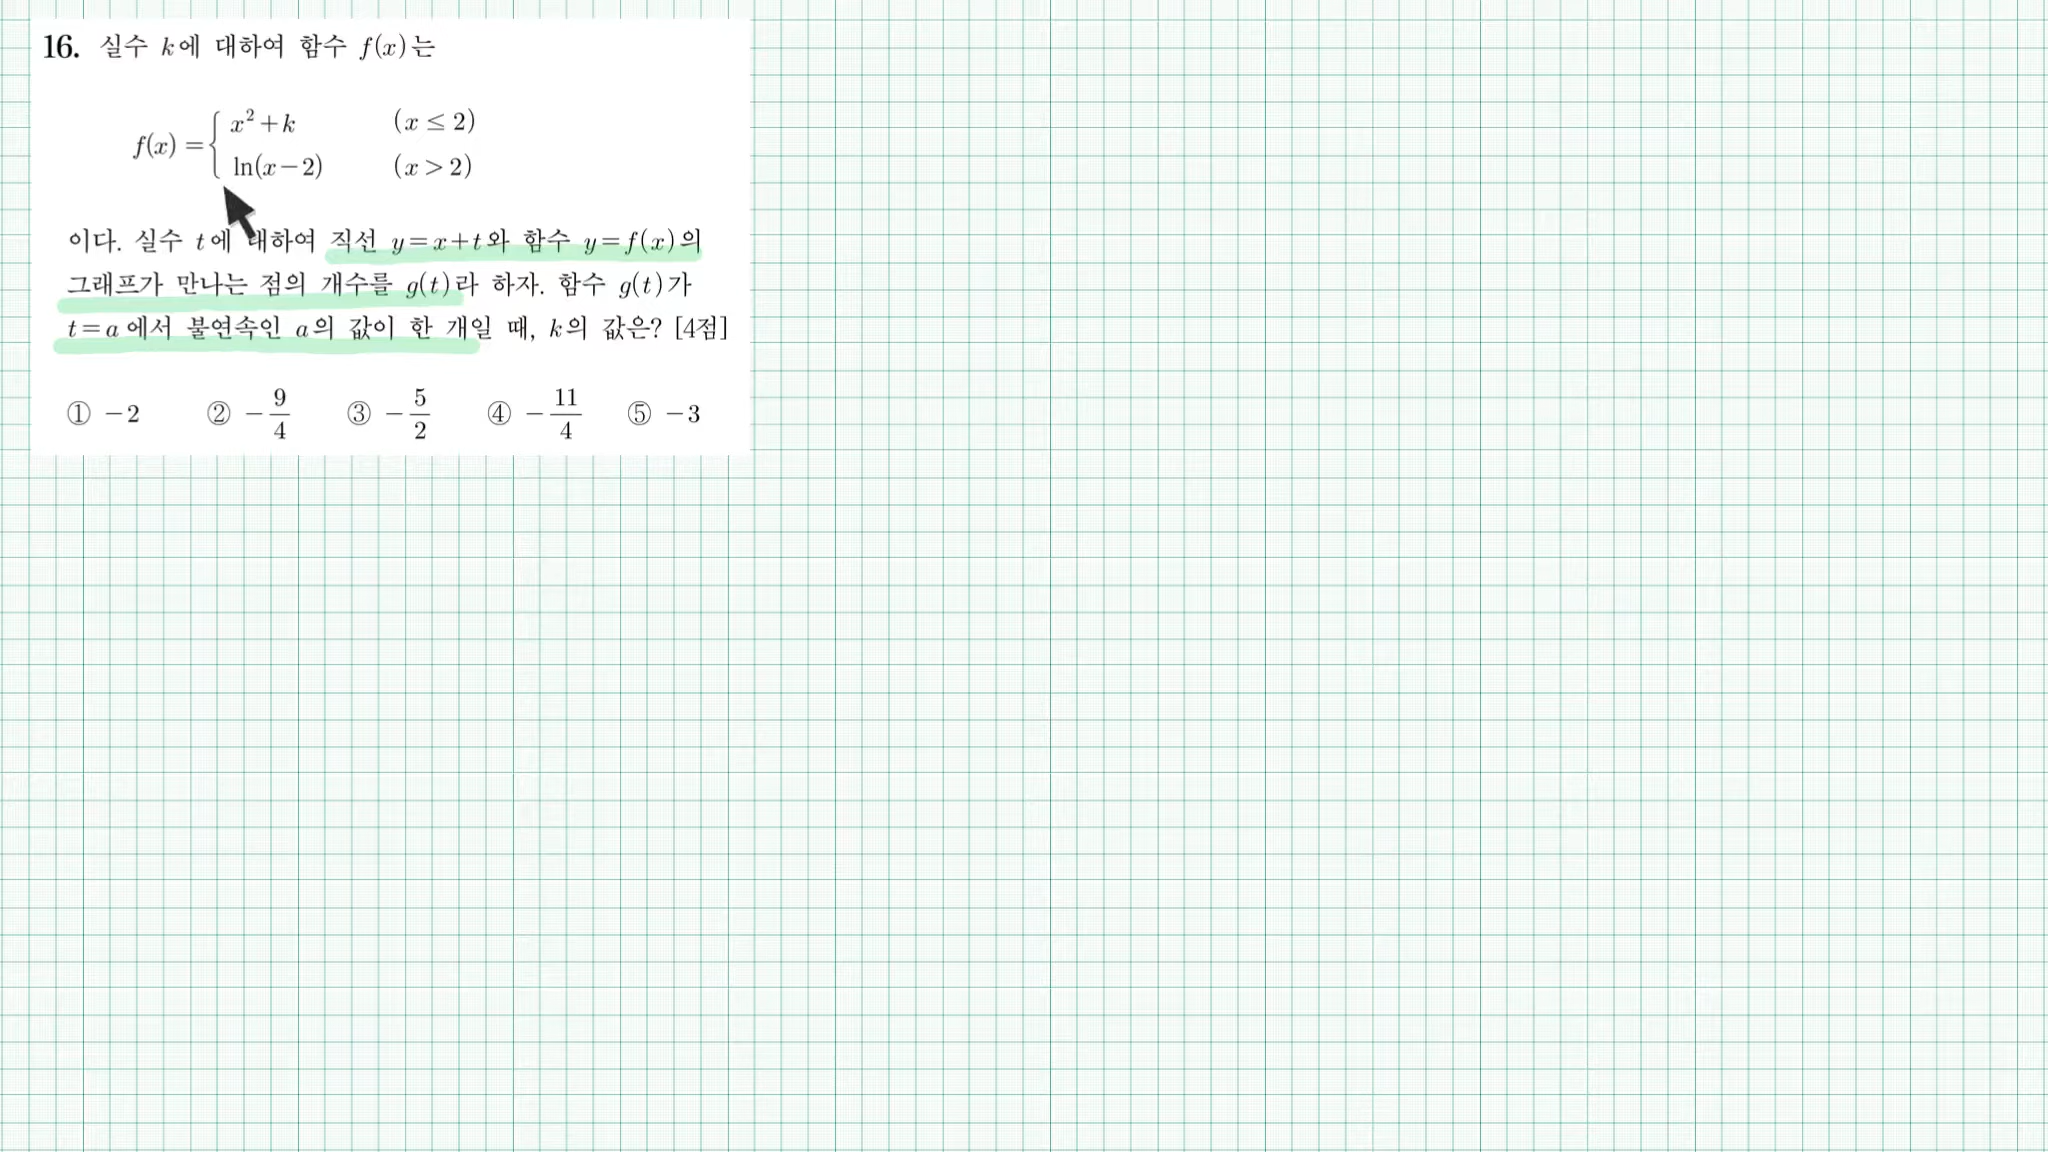 16. 실수 k에 대하여 함수 f(x)는
f(x) = { x² + k (x ≤ 2)
ln(x−2) (x > 2)
이다. 실수 t에 대하여 직선 y=x+t와 함수 y=f(x)의
그래프가 만나는 점의 개수를 g(t)라 하자. 함수 g(t)가
t=a에서 불연속인 a의 값이 한 개일 때, k의 값은? [4점]
① −2 ② −9/4 ③ −5/2 ④ −11/4 ⑤ −3